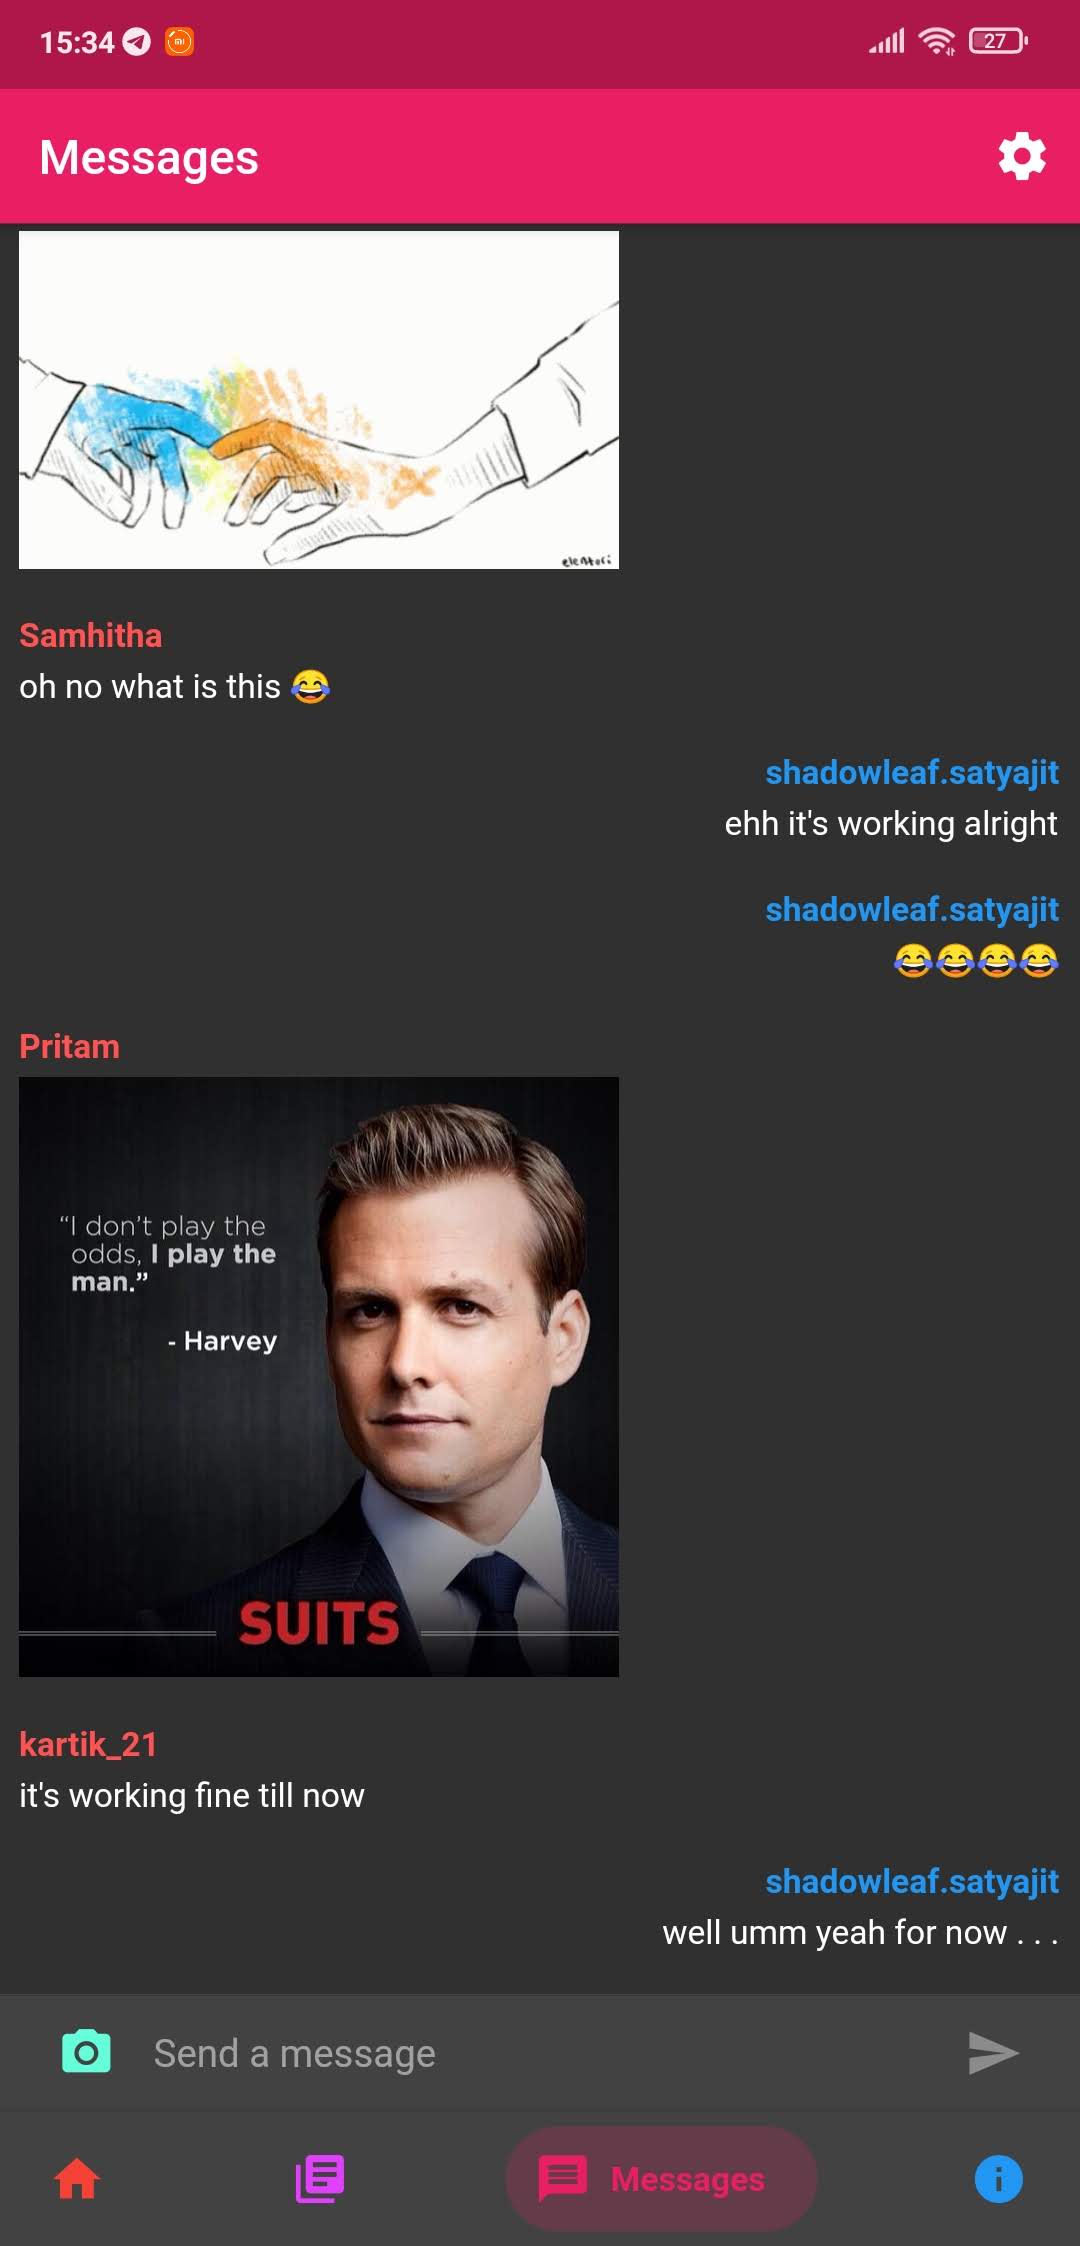 15:34
27
Messages
elentori
Samhitha
oh no what is this 😂
shadowleaf.satyajit
ehh it's working alright
shadowleaf.satyajit
😂😂😂😂
Pritam
“I don’t play the
odds, I play the
man.”
- Harvey
SUITS
kartik_21
it's working fine till now
shadowleaf.satyajit
well umm yeah for now . . .
Send a message
Messages